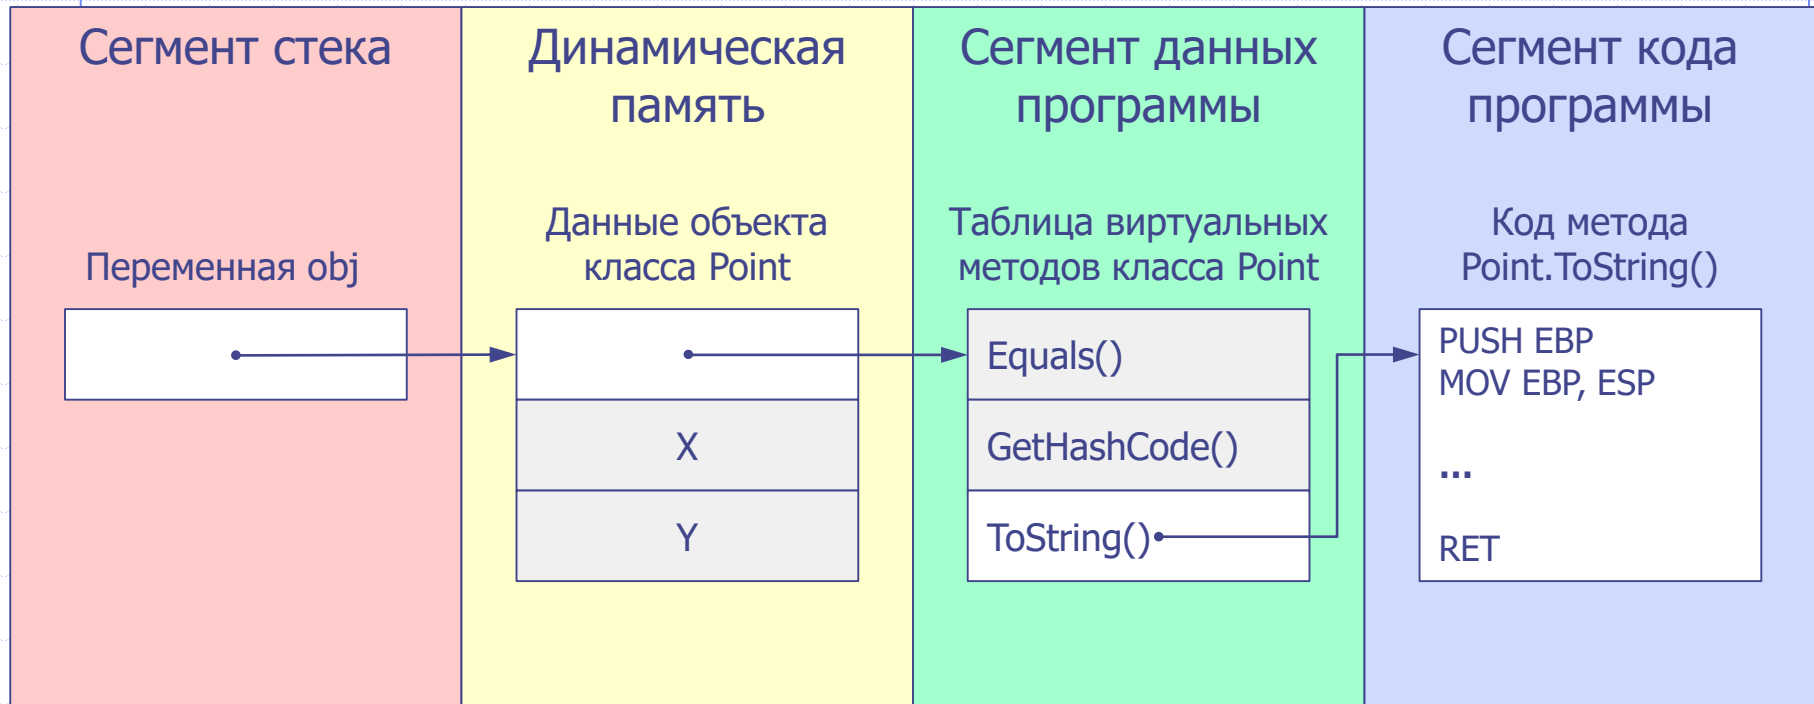 Сегмент стека
Динамическая
память
Сегмент данных
программы
Сегмент кода
программы
Переменная obj
Данные объекта
класса Point
Таблица виртуальных
методов класса Point
Код метода
Point.ToString()
X
Y
Equals()
GetHashCode()
ToString()
PUSH EBP
MOV EBP, ESP
...
RET